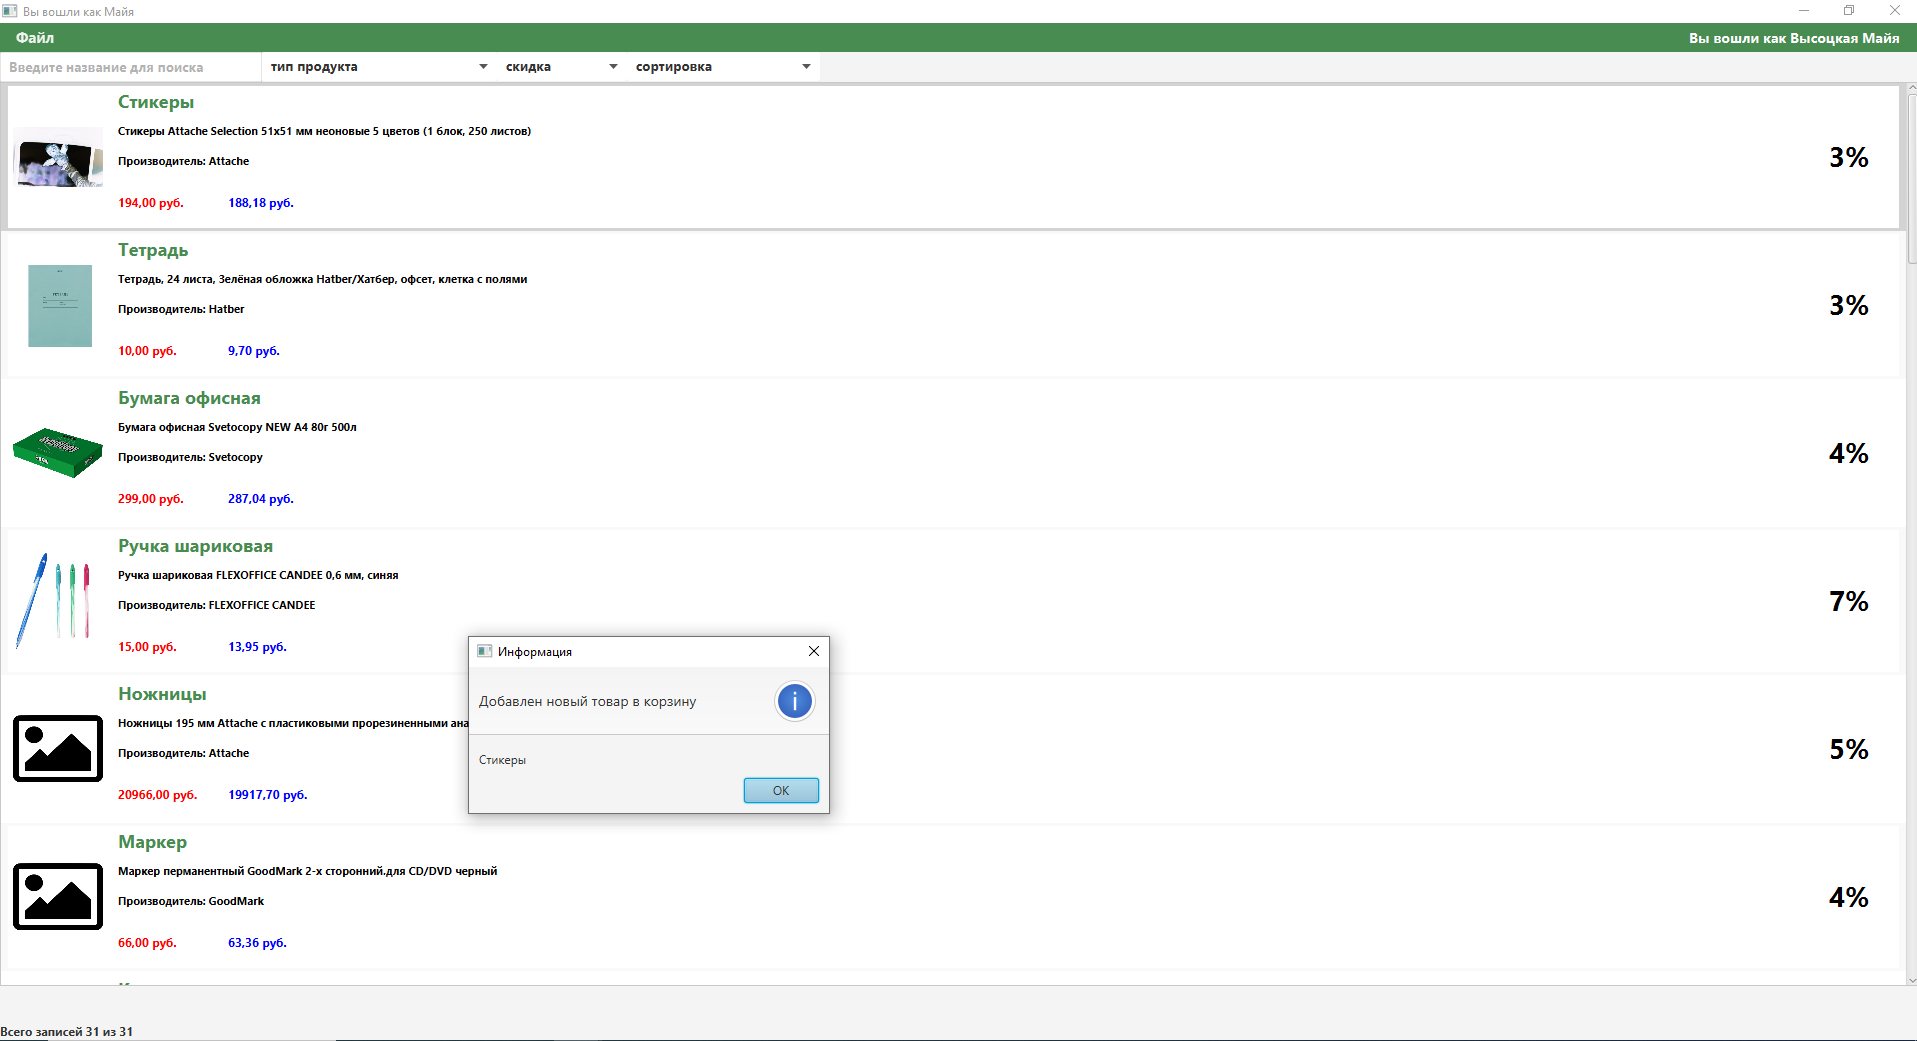 Вы вошли как Майя
Файл
Вы вошли как Высоцкая Майя
Введите название для поиска
тип продукта
скидка
сортировка
Стикеры
Стикеры Attache Selection 51x51 мм неоновые 5 цветов (1 блок, 250 листов)
Производитель: Attache
194,00 руб. 188,18 руб.
3%
Тетрадь
Тетрадь, 24 листа, Зелёная обложка Hatber/Хатбер, офсет, клетка с полями
Производитель: Hatber
10,00 руб. 9,70 руб.
3%
Бумага офисная
Бумага офисная Svetocopy NEW A4 80г 500л
Производитель: Svetocopy
299,00 руб. 287,04 руб.
4%
Ручка шариковая
Ручка шариковая FLEXOFFICE CANDEE 0,6 мм, синяя
Производитель: FLEXOFFICE CANDEE
15,00 руб. 13,95 руб.
7%
Ножницы
Ножницы 195 мм Attache с пластиковыми прорезиненными ана
Производитель: Attache
20966,00 руб. 19917,70 руб.
5%
Маркер
Маркер перманентный GoodMark 2-х сторонний.для CD/DVD черный
Производитель: GoodMark
66,00 руб. 63,36 руб.
4%
Информация
Добавлен новый товар в корзину
Стикеры
OK
Всего записей 31 из 31